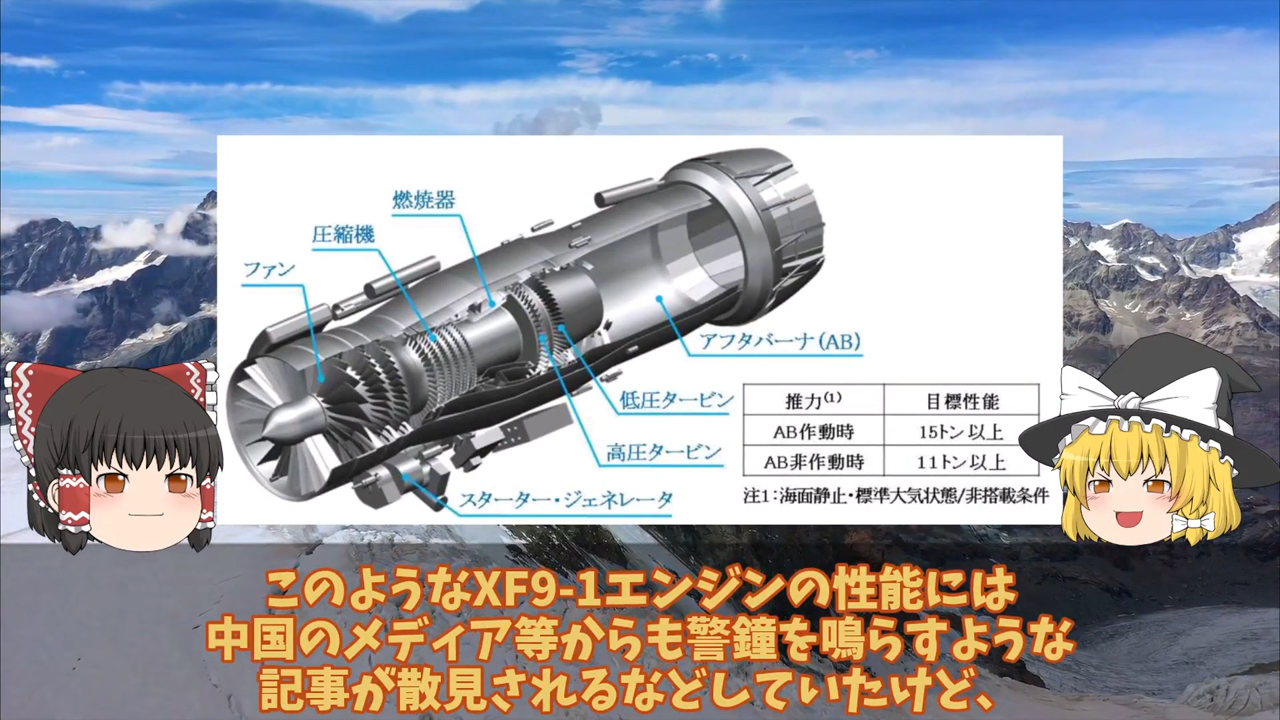 燃焼器
圧縮機
ファン
アフタバーナ(AB)
低圧タービン
高圧タービン
スターター・ジェネレータ
推力(1) 目標性能
AB作動時 15トン以上
AB非作動時 11トン以上
注1:海面静止・標準大気状態/非搭載条件
このようなXF9-1エンジンの性能には
中国のメディア等からも警鐘を鳴らすような
記事が散見されるなどしていたけど、